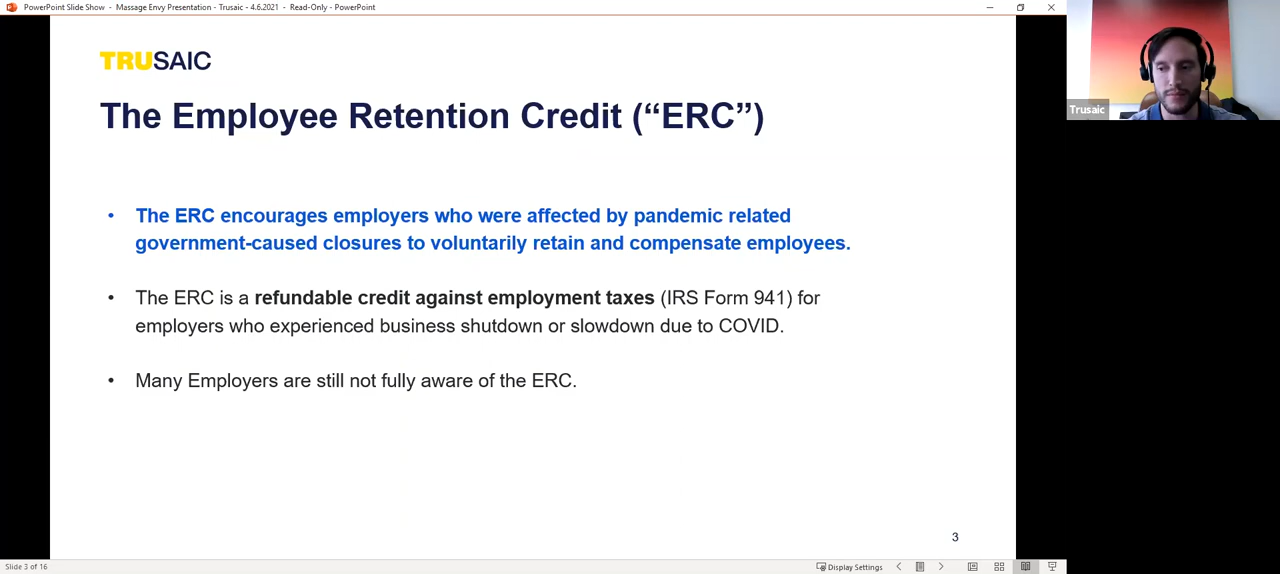 PowerPoint Slide Show - Massage Envy Presentation - Trusaic - 4.6.2021 - Read-Only - PowerPoint
TRUSAIC
The Employee Retention Credit (“ERC”)
• The ERC encourages employers who were affected by pandemic related
government-caused closures to voluntarily retain and compensate employees.
• The ERC is a refundable credit against employment taxes (IRS Form 941) for
employers who experienced business shutdown or slowdown due to COVID.
• Many Employers are still not fully aware of the ERC.
3
Trusaic
Slide 3 of 16
Display Settings